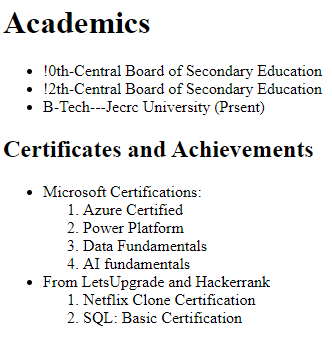 Academics
• !0th-Central Board of Secondary Education
• !2th-Central Board of Secondary Education
• B-Tech---Jecrc University (Prsent)
Certificates and Achievements
• Microsoft Certifications:
1. Azure Certified
2. Power Platform
3. Data Fundamentals
4. AI fundamentals
• From LetsUpgrade and Hackerrank
1. Netflix Clone Certification
2. SQL: Basic Certification